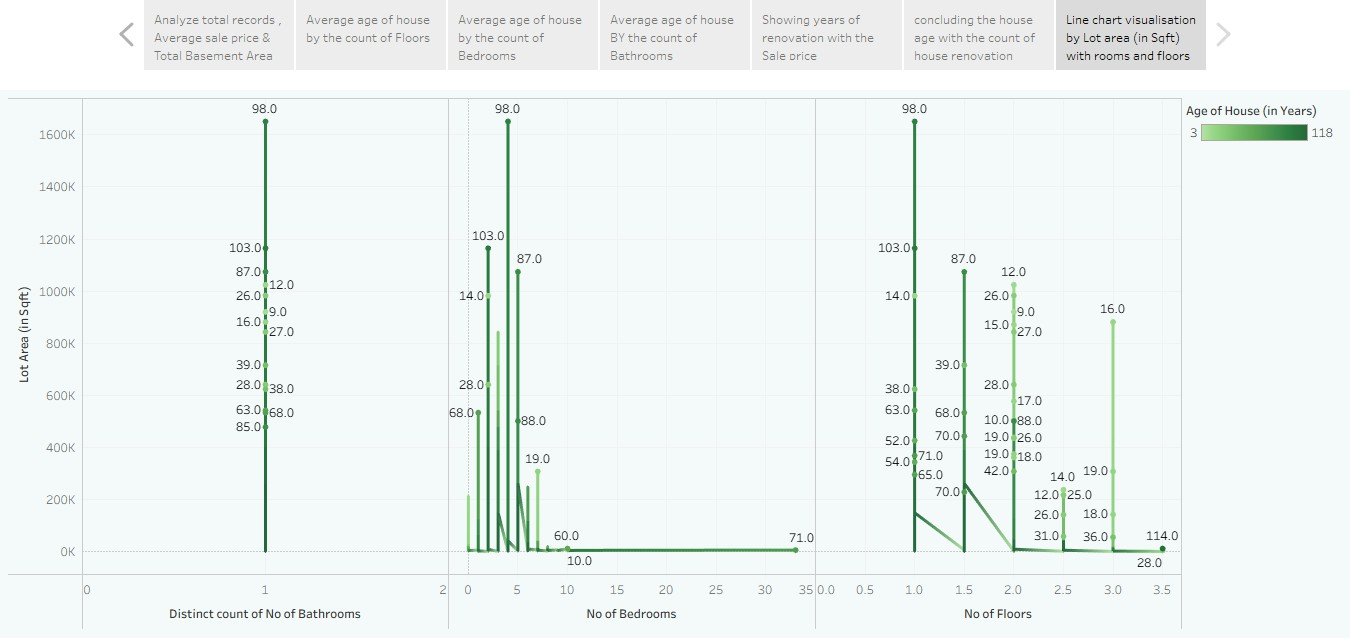 Analyze total records ,
Average sale price &
Total Basement Area
Average age of house
by the count of Floors
Average age of house
by the count of
Bedrooms
Average age of house
BY the count of
Bathrooms
Showing years of
renovation with the
Sale price
concluding the house
age with the count of
house renovation
Line chart visualisation
by Lot area (in Sqft)
with rooms and floors
Age of House (in Years)
3 118
Lot Area (in Sqft)
1600K
1400K
1200K
1000K
800K
600K
400K
200K
0K
98.0
103.0
87.0
12.0
26.0
9.0
16.0
27.0
39.0
28.0
38.0
63.0
68.0
85.0
0 1 2
Distinct count of No of Bathrooms
98.0
103.0
87.0
14.0
28.0
68.0
88.0
19.0
60.0
10.0
71.0
0 5 10 15 20 25 30 35
No of Bedrooms
98.0
103.0
14.0
38.0
63.0
52.0
71.0
54.0
65.0
87.0
39.0
68.0
70.0
70.0
12.0
26.0
9.0
15.0
27.0
28.0
17.0
10.0
88.0
19.0
26.0
19.0
18.0
42.0
14.0
12.0
25.0
26.0
31.0
16.0
19.0
18.0
36.0
114.0
28.0
0.0 0.5 1.0 1.5 2.0 2.5 3.0 3.5
No of Floors